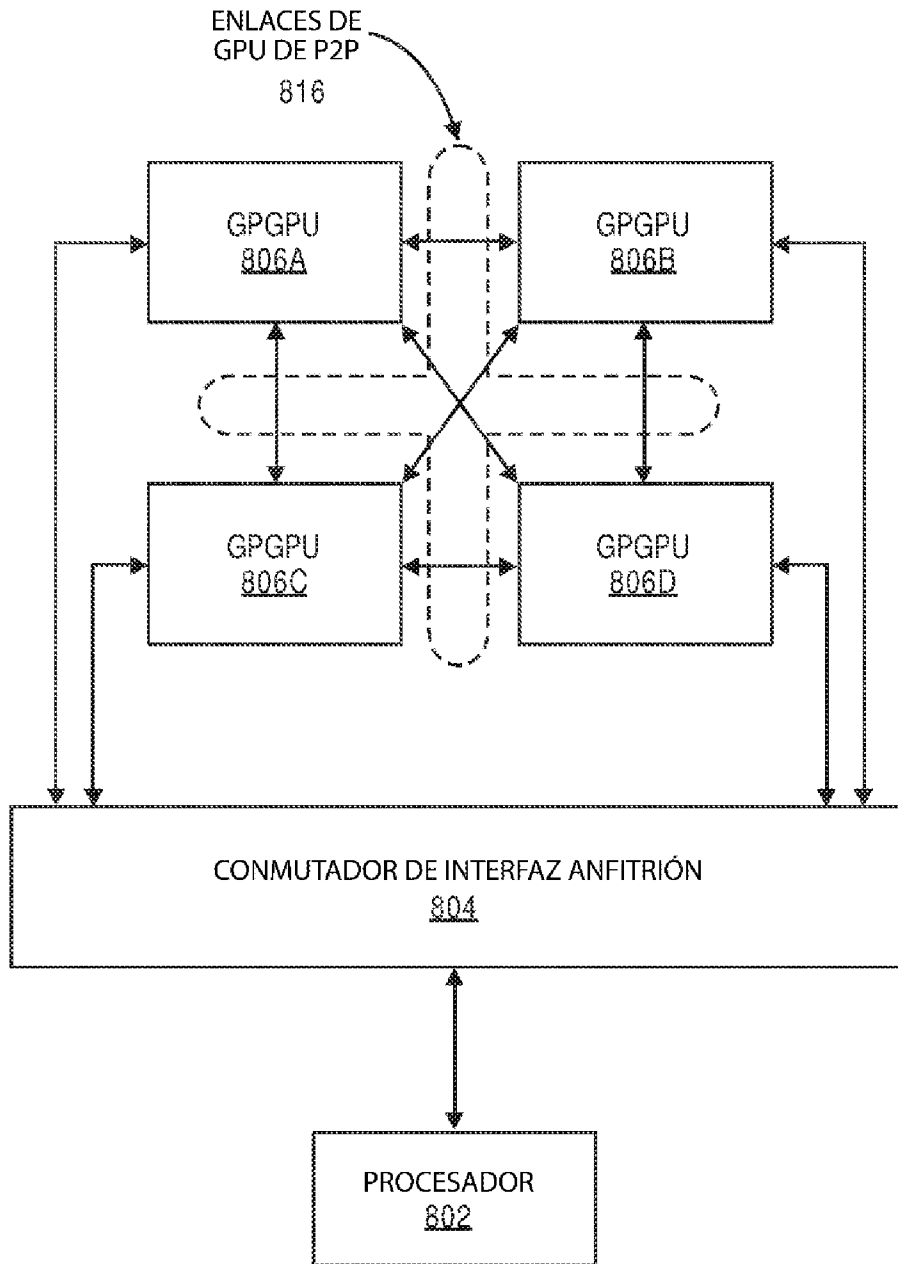 ENLACES DE
GPU DE P2P
816
GPGPU
806A
GPGPU
806B
GPGPU
806C
GPGPU
806D
CONMUTADOR DE INTERFAZ ANFITRIÓN
804
PROCESADOR
802